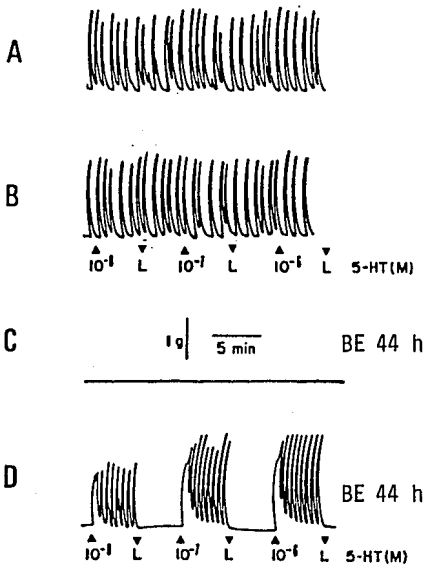 A
B
10⁻⁸ L 10⁻⁷ L 10⁻⁶ L 5-HT(M)
C 1 g 5 min BE 44 h
D BE 44 h
10⁻⁸ L 10⁻⁷ L 10⁻⁶ L 5-HT(M)